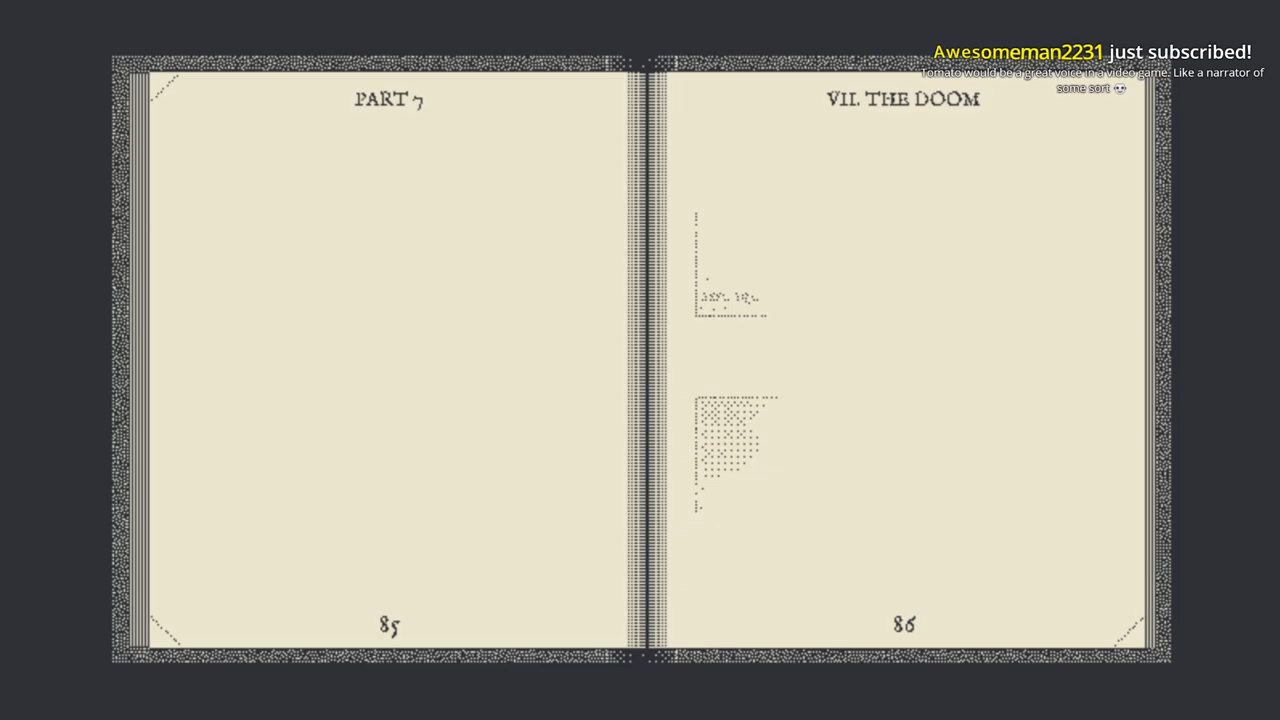 Awesomeman2231 just subscribed!
Tomato would be a great voice in a video game. Like a narrator of
some sort 💀
PART 7
VII. THE DOOM
85
86